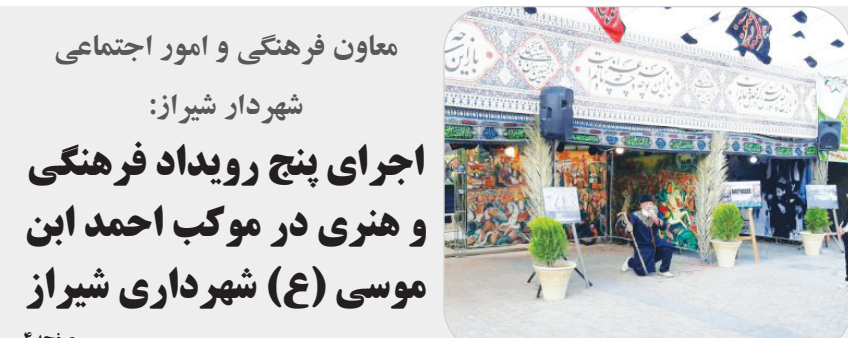 معاون فرهنگی و امور اجتماعی
شهردار شیراز:
اجرای پنج رویداد فرهنگی
و هنری در موکب احمد ابن
موسی (ع) شهرداری شیراز